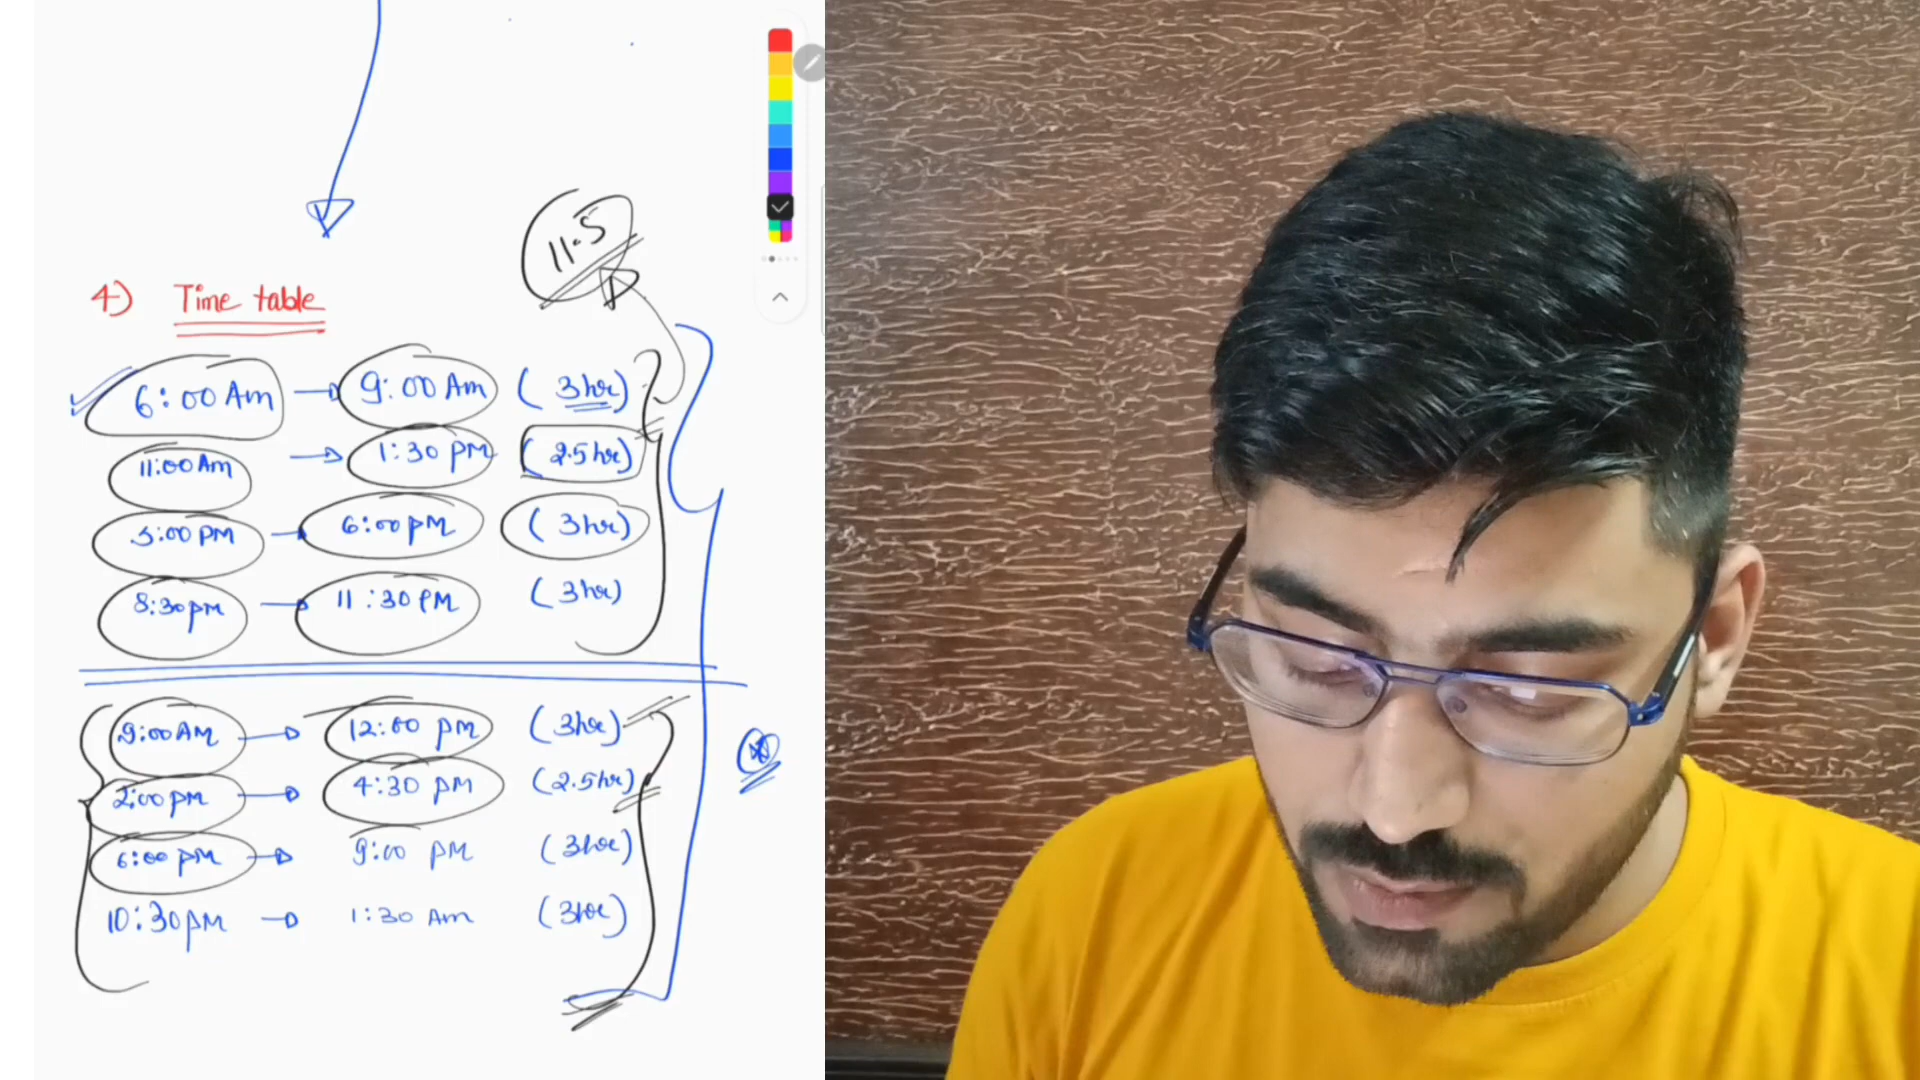 11.5
4) Time table
6:00 Am → 9:00 Am (3hr)
11:00 Am → 1:30 PM (2.5hr)
3:00 PM → 6:00 PM (3hr)
8:30 pm → 11:30 PM (3hr)
9:00 AM → 12:00 pm (3hr)
2:00 pm → 4:30 pm (2.5hr)
6:00 pm → 9:00 PM (3hr)
10:30 pm → 1:30 Am (3hr)